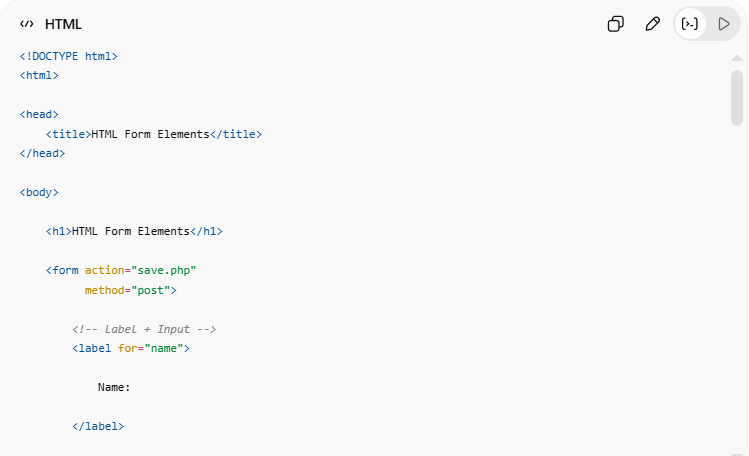 HTML
<!DOCTYPE html>
<html>
<head>
<title>HTML Form Elements</title>
</head>
<body>
<h1>HTML Form Elements</h1>
<form action="save.php"
method="post">
<!-- Label + Input -->
<label for="name">
Name:
</label>